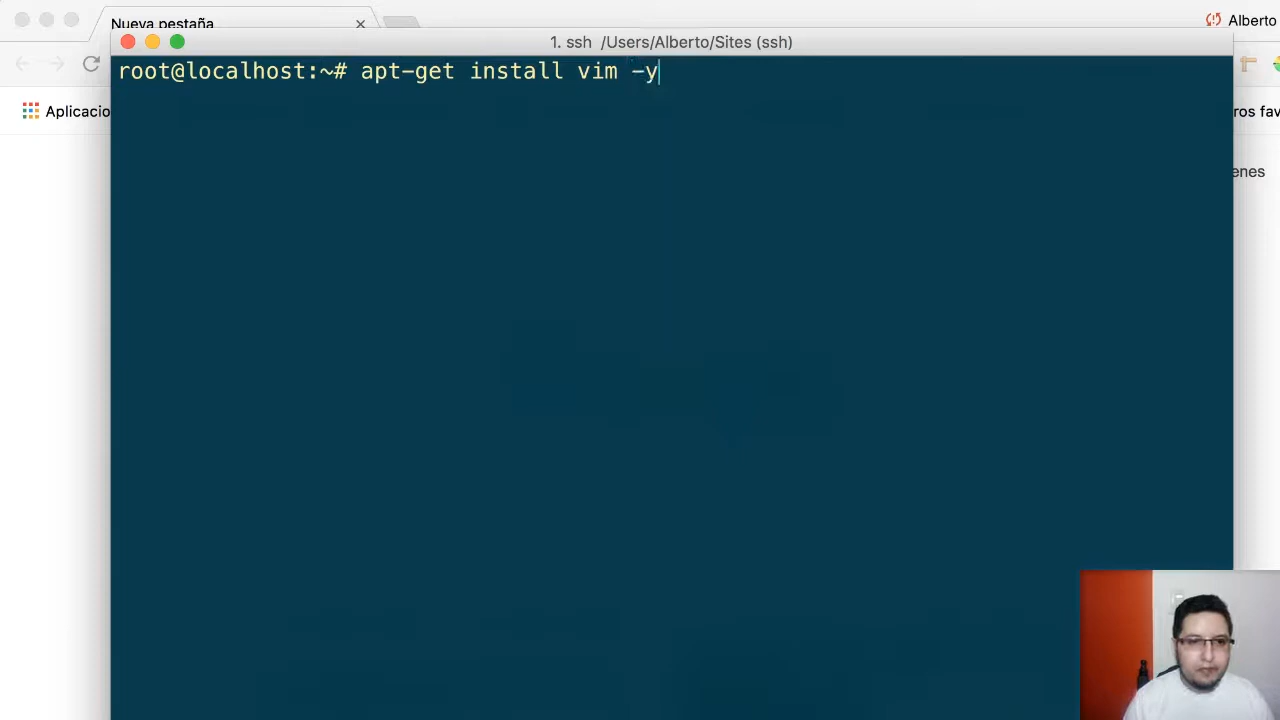 Nueva pestaña
Alberto
1. ssh /Users/Alberto/Sites (ssh)
root@localhost:~# apt-get install vim -y
Aplicacio
ros fav
enes